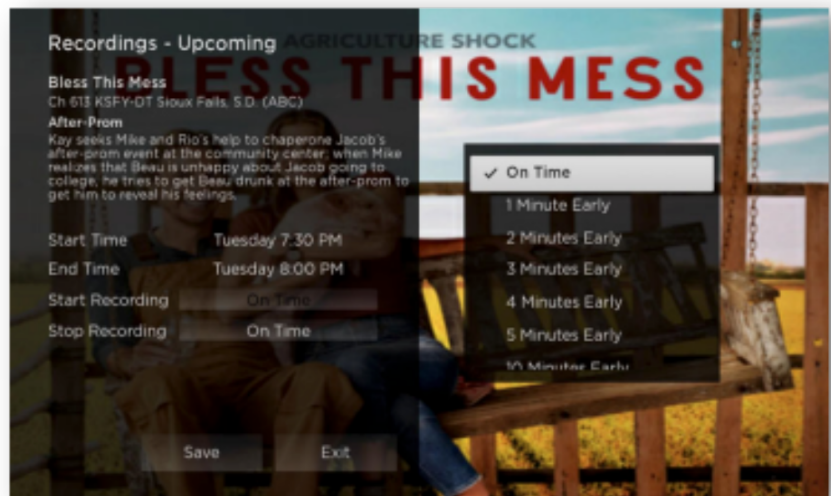 Recordings - Upcoming
AGRICULTURE SHOCK
BLESS THIS MESS
Bless This Mess
Ch 613 KSFY-DT Sioux Falls, S.D. (ABC)
After-Prom
Kay seeks Mike and Rio's help to chaperone Jacob's
after-prom event at the community center; when Mike
realizes that Beau is unhappy about Jacob going to
college, he tries to get Beau drunk at the after-prom to
get him to reveal his feelings.
Start Time Tuesday 7:30 PM
End Time Tuesday 8:00 PM
Start Recording On Time
Stop Recording On Time
Save Exit
✓ On Time
1 Minute Early
2 Minutes Early
3 Minutes Early
4 Minutes Early
5 Minutes Early
10 Minutes Early